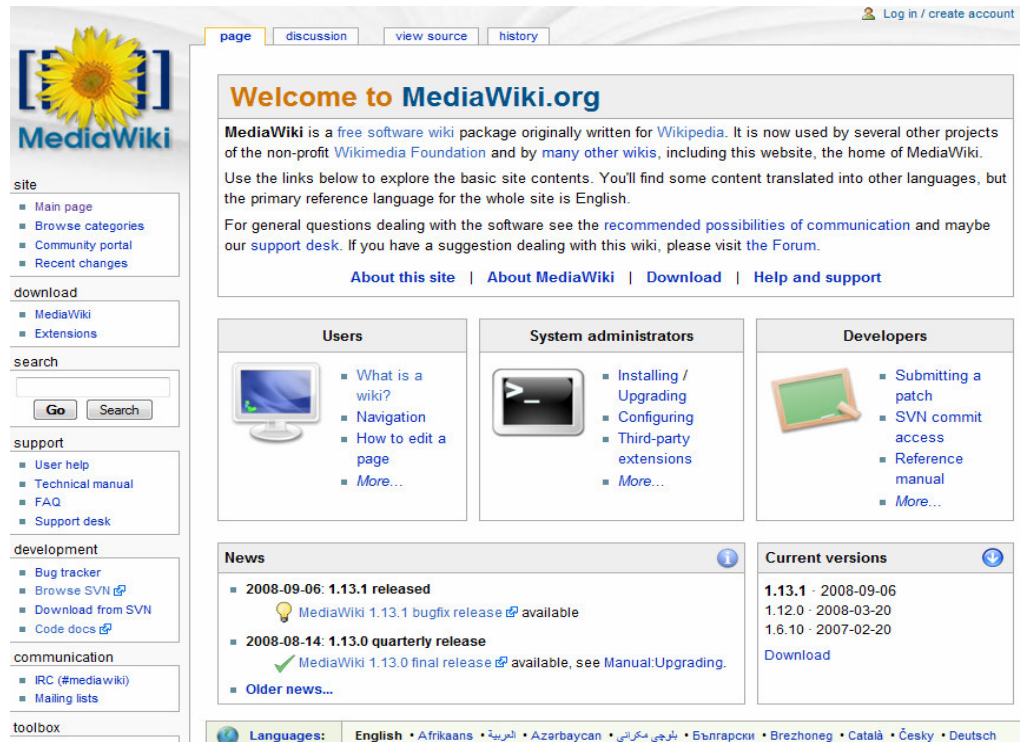 Log in / create account
page discussion view source history
MediaWiki
site
Main page
Browse categories
Community portal
Recent changes
download
MediaWiki
Extensions
search
Go Search
support
User help
Technical manual
FAQ
Support desk
development
Bug tracker
Browse SVN
Download from SVN
Code docs
communication
IRC (#mediawiki)
Mailing lists
toolbox
Welcome to MediaWiki.org
MediaWiki is a free software wiki package originally written for Wikipedia. It is now used by several other projects
of the non-profit Wikimedia Foundation and by many other wikis, including this website, the home of MediaWiki.
Use the links below to explore the basic site contents. You'll find some content translated into other languages, but
the primary reference language for the whole site is English.
For general questions dealing with the software see the recommended possibilities of communication and maybe
our support desk. If you have a suggestion dealing with this wiki, please visit the Forum.
About this site | About MediaWiki | Download | Help and support
Users
What is a
wiki?
Navigation
How to edit a
page
More...
System administrators
>_
Installing /
Upgrading
Configuring
Third-party
extensions
More...
Developers
Submitting a
patch
SVN commit
access
Reference
manual
More...
News
2008-09-06: 1.13.1 released
MediaWiki 1.13.1 bugfix release available
2008-08-14: 1.13.0 quarterly release
MediaWiki 1.13.0 final release available, see Manual:Upgrading.
Older news...
Current versions
1.13.1 · 2008-09-06
1.12.0 · 2008-03-20
1.6.10 · 2007-02-20
Download
Languages: English • Afrikaans • العربية • Azərbaycan • بلوچی مکرانی • Български • Brezhoneg • Català • Česky • Deutsch